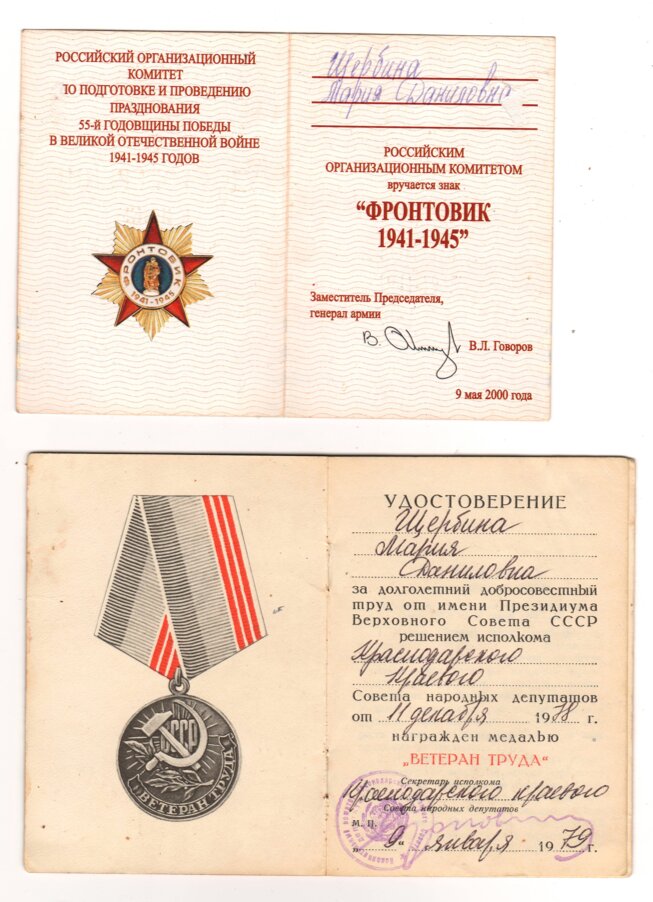 РОССИЙСКИЙ ОРГАНИЗАЦИОННЫЙ
КОМИТЕТ
ПО ПОДГОТОВКЕ И ПРОВЕДЕНИЮ
ПРАЗДНОВАНИЯ
55-й ГОДОВЩИНЫ ПОБЕДЫ
В ВЕЛИКОЙ ОТЕЧЕСТВЕННОЙ ВОЙНЕ
1941-1945 ГОДОВ
ФРОНТОВИК
1941-1945
Щербина
Мария Даниловна
РОССИЙСКИМ
ОРГАНИЗАЦИОННЫМ КОМИТЕТОМ
вручается знак
“ФРОНТОВИК
1941-1945”
Заместитель Председателя,
генерал армии
В.Л. Говоров
9 мая 2000 года
СССР
ВЕТЕРАН ТРУДА
УДОСТОВЕРЕНИЕ
Щербина
Мария
Даниловна
за долголетний добросовестный
труд от имени Президиума
Верховного Совета СССР
решением исполкома
Краснодарского
краевого
Совета народных депутатов
от 11 декабря 1978 г.
награжден медалью
„ВЕТЕРАН ТРУДА“
Секретарь исполкома
Краснодарского краевого
Совета народных депутатов
М. П.
„9“ января 1979 г.